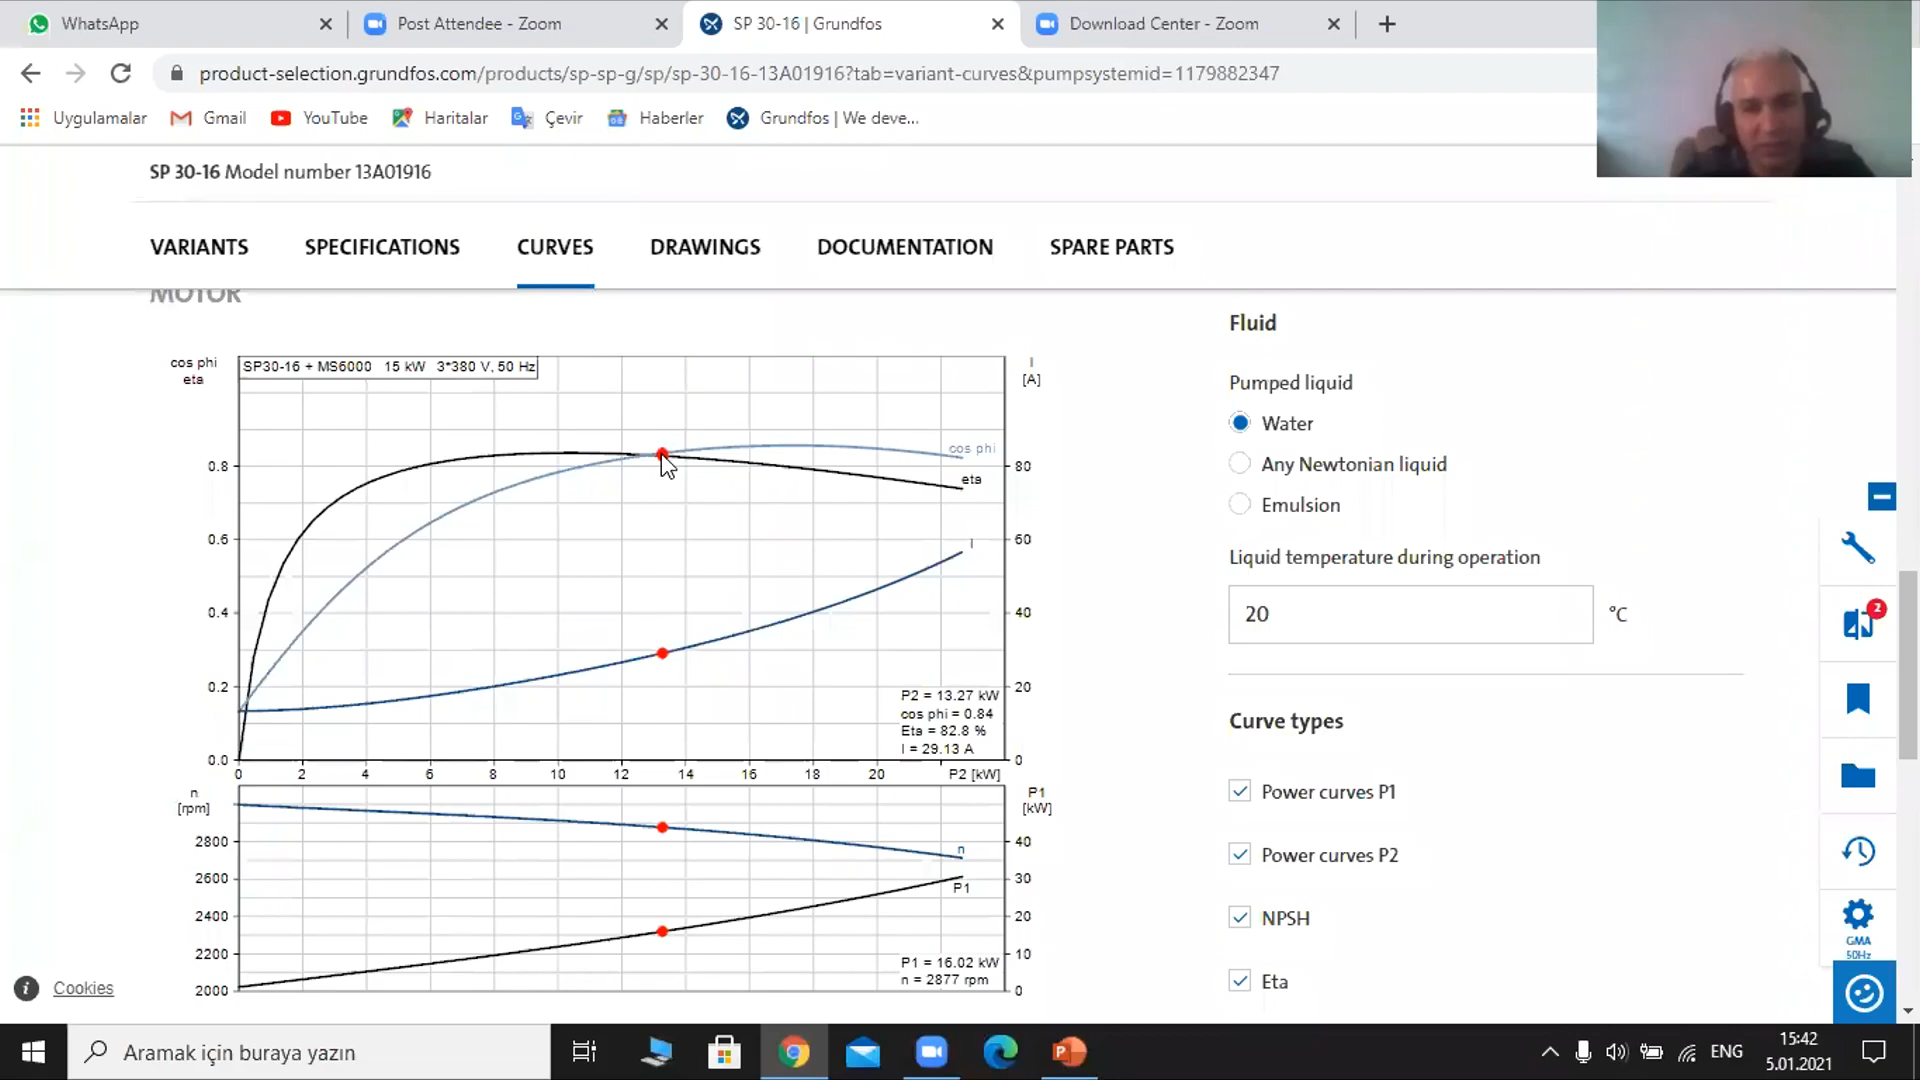 WhatsApp
Post Attendee - Zoom
SP 30-16 | Grundfos
Download Center - Zoom
product-selection.grundfos.com/products/sp-sp-g/sp/sp-30-16-13A01916?tab=variant-curves&pumpsystemid=1179882347
Uygulamalar
Gmail
YouTube
Haritalar
Çevir
Haberler
Grundfos | We deve...
SP 30-16 Model number 13A01916
VARIANTS
SPECIFICATIONS
CURVES
DRAWINGS
DOCUMENTATION
SPARE PARTS
MOTOR
cos phi
eta
SP30-16 + MS6000 15 kW 3*380 V, 50 Hz
I
[A]
cos phi
eta
I
0.8
0.6
0.4
0.2
0.0
80
60
40
20
0
P2 = 13.27 kW
cos phi = 0.84
Eta = 82.8 %
I = 29.13 A
0 2 4 6 8 10 12 14 16 18 20 P2 [kW]
n
[rpm]
P1
[kW]
2800
2600
2400
2200
2000
40
30
20
10
0
n
P1
P1 = 16.02 kW
n = 2877 rpm
Fluid
Pumped liquid
Water
Any Newtonian liquid
Emulsion
Liquid temperature during operation
20 °C
Curve types
Power curves P1
Power curves P2
NPSH
Eta
2
GMA
50Hz
Cookies
Aramak için buraya yazın
ENG
15:42
5.01.2021